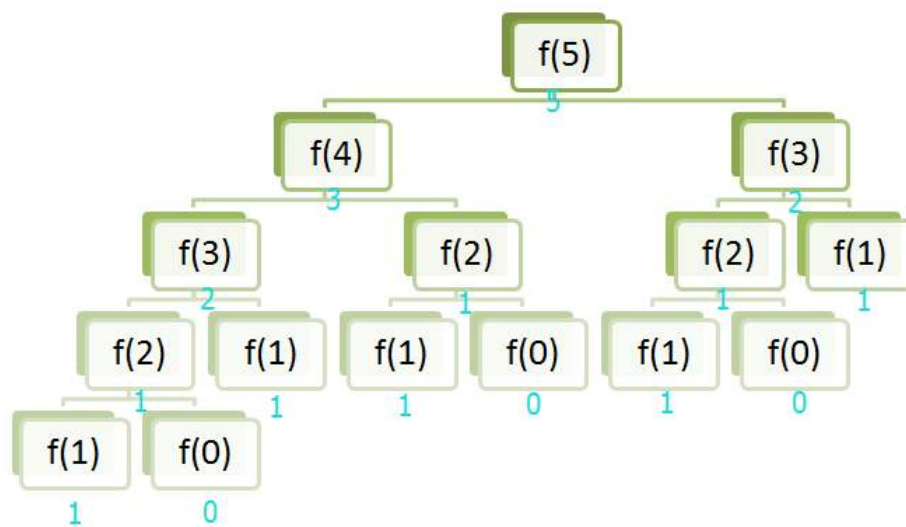 f(5)
5
f(4) f(3)
3 2
f(3) f(2) f(2) f(1)
2 1 1 1
f(2) f(1) f(1) f(0) f(1) f(0)
1 1 1 0 1 0
f(1) f(0)
1 0